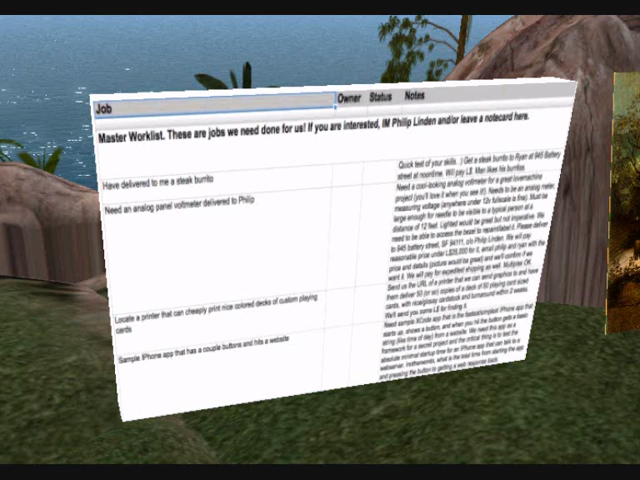 Job Owner Status Notes
Master Worklist. These are jobs we need done for us! If you are interested, IM Philip Linden and/or leave a notecard here.
Have delivered to me a steak burrito
Quick test of your skills. :) Get a steak burrito to Ryan at 945 Battery
street at noontime. Will pay L$. Man likes his burritos.
Need an analog panel voltmeter delivered to Philip
Need a cool-looking analog voltmeter for a great lovemachine
project (you'll love it when you see it!). Needs to be an analog meter,
measuring voltage (anywhere under 12v fullscale is fine). Must be
large enough for needle to be visible to a typical person at a
distance of 12 feet. Lighted would be great but not imperative. We
need to be able to access the bezel to repaint/label it. Please deliver
to 945 battery street, SF 94111, c/o Philip Linden. We will pay
reasonable price under L$28,000 for it, email philip and ryan with the
price and details (picture would be great) and we'll confirm if we
want it. We will pay for expedited shipping as well. Multiples OK.
Locate a printer that can cheaply print nice colored decks of custom playing
cards
Send us the URL of a printer that we can send graphics to and have
them deliver 50 (or so) copies of a deck of 50 playing card sized
cards, with nice/glossy cardstock and turnaround within 2 weeks.
We'll send you some L$ for finding it.
Sample iPhone app that has a couple buttons and hits a website
Need sample XCode app that is the fastest/simplest iPhone app that
starts up, shows a button, and when you hit the button gets a basic
string (like time of day) from a website. We need this app as a
framework for a secret project and the critical thing is to test the
absolute minimal startup time for an iPhone app that can talk to a
webserver. Inotherwords, what is the least time from starting the app
and pressing the button to getting a web response back.